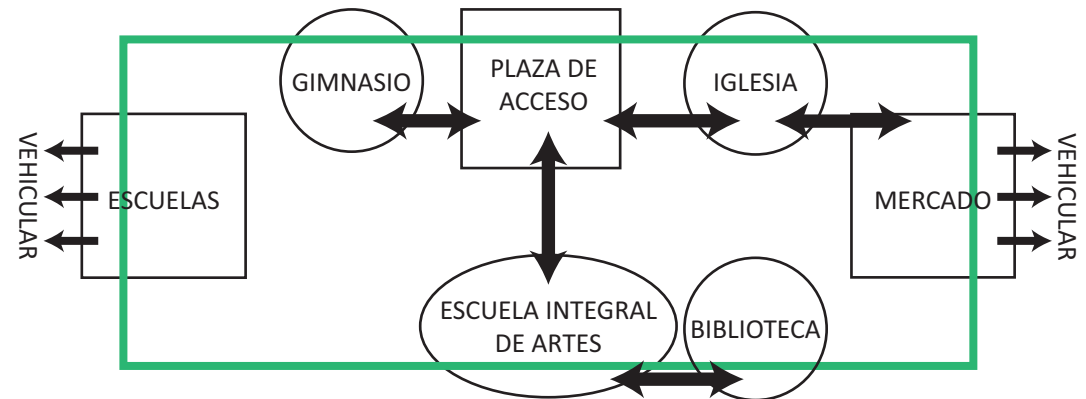 GIMNASIO
PLAZA DE
ACCESO
IGLESIA
VEHICULAR
ESCUELAS
MERCADO
VEHICULAR
ESCUELA INTEGRAL
DE ARTES
BIBLIOTECA